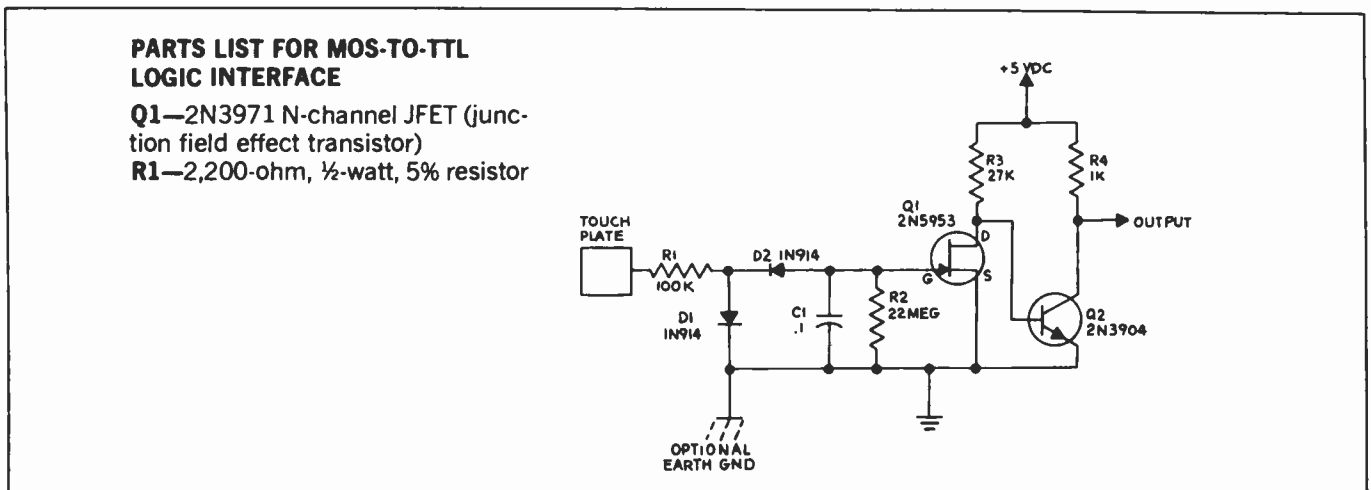 PARTS LIST FOR MOS-TO-TTL
LOGIC INTERFACE
Q1—2N3971 N-channel JFET (junc-
tion field effect transistor)
R1—2,200-ohm, ½-watt, 5% resistor
+5 VDC
R3
27K
R4
1K
Q1
2N5953
D
OUTPUT
TOUCH
PLATE
R1
100K
D2 1N914
G
S
D1
1N914
C1
.1
R2
22MEG
Q2
2N3904
OPTIONAL
EARTH GND